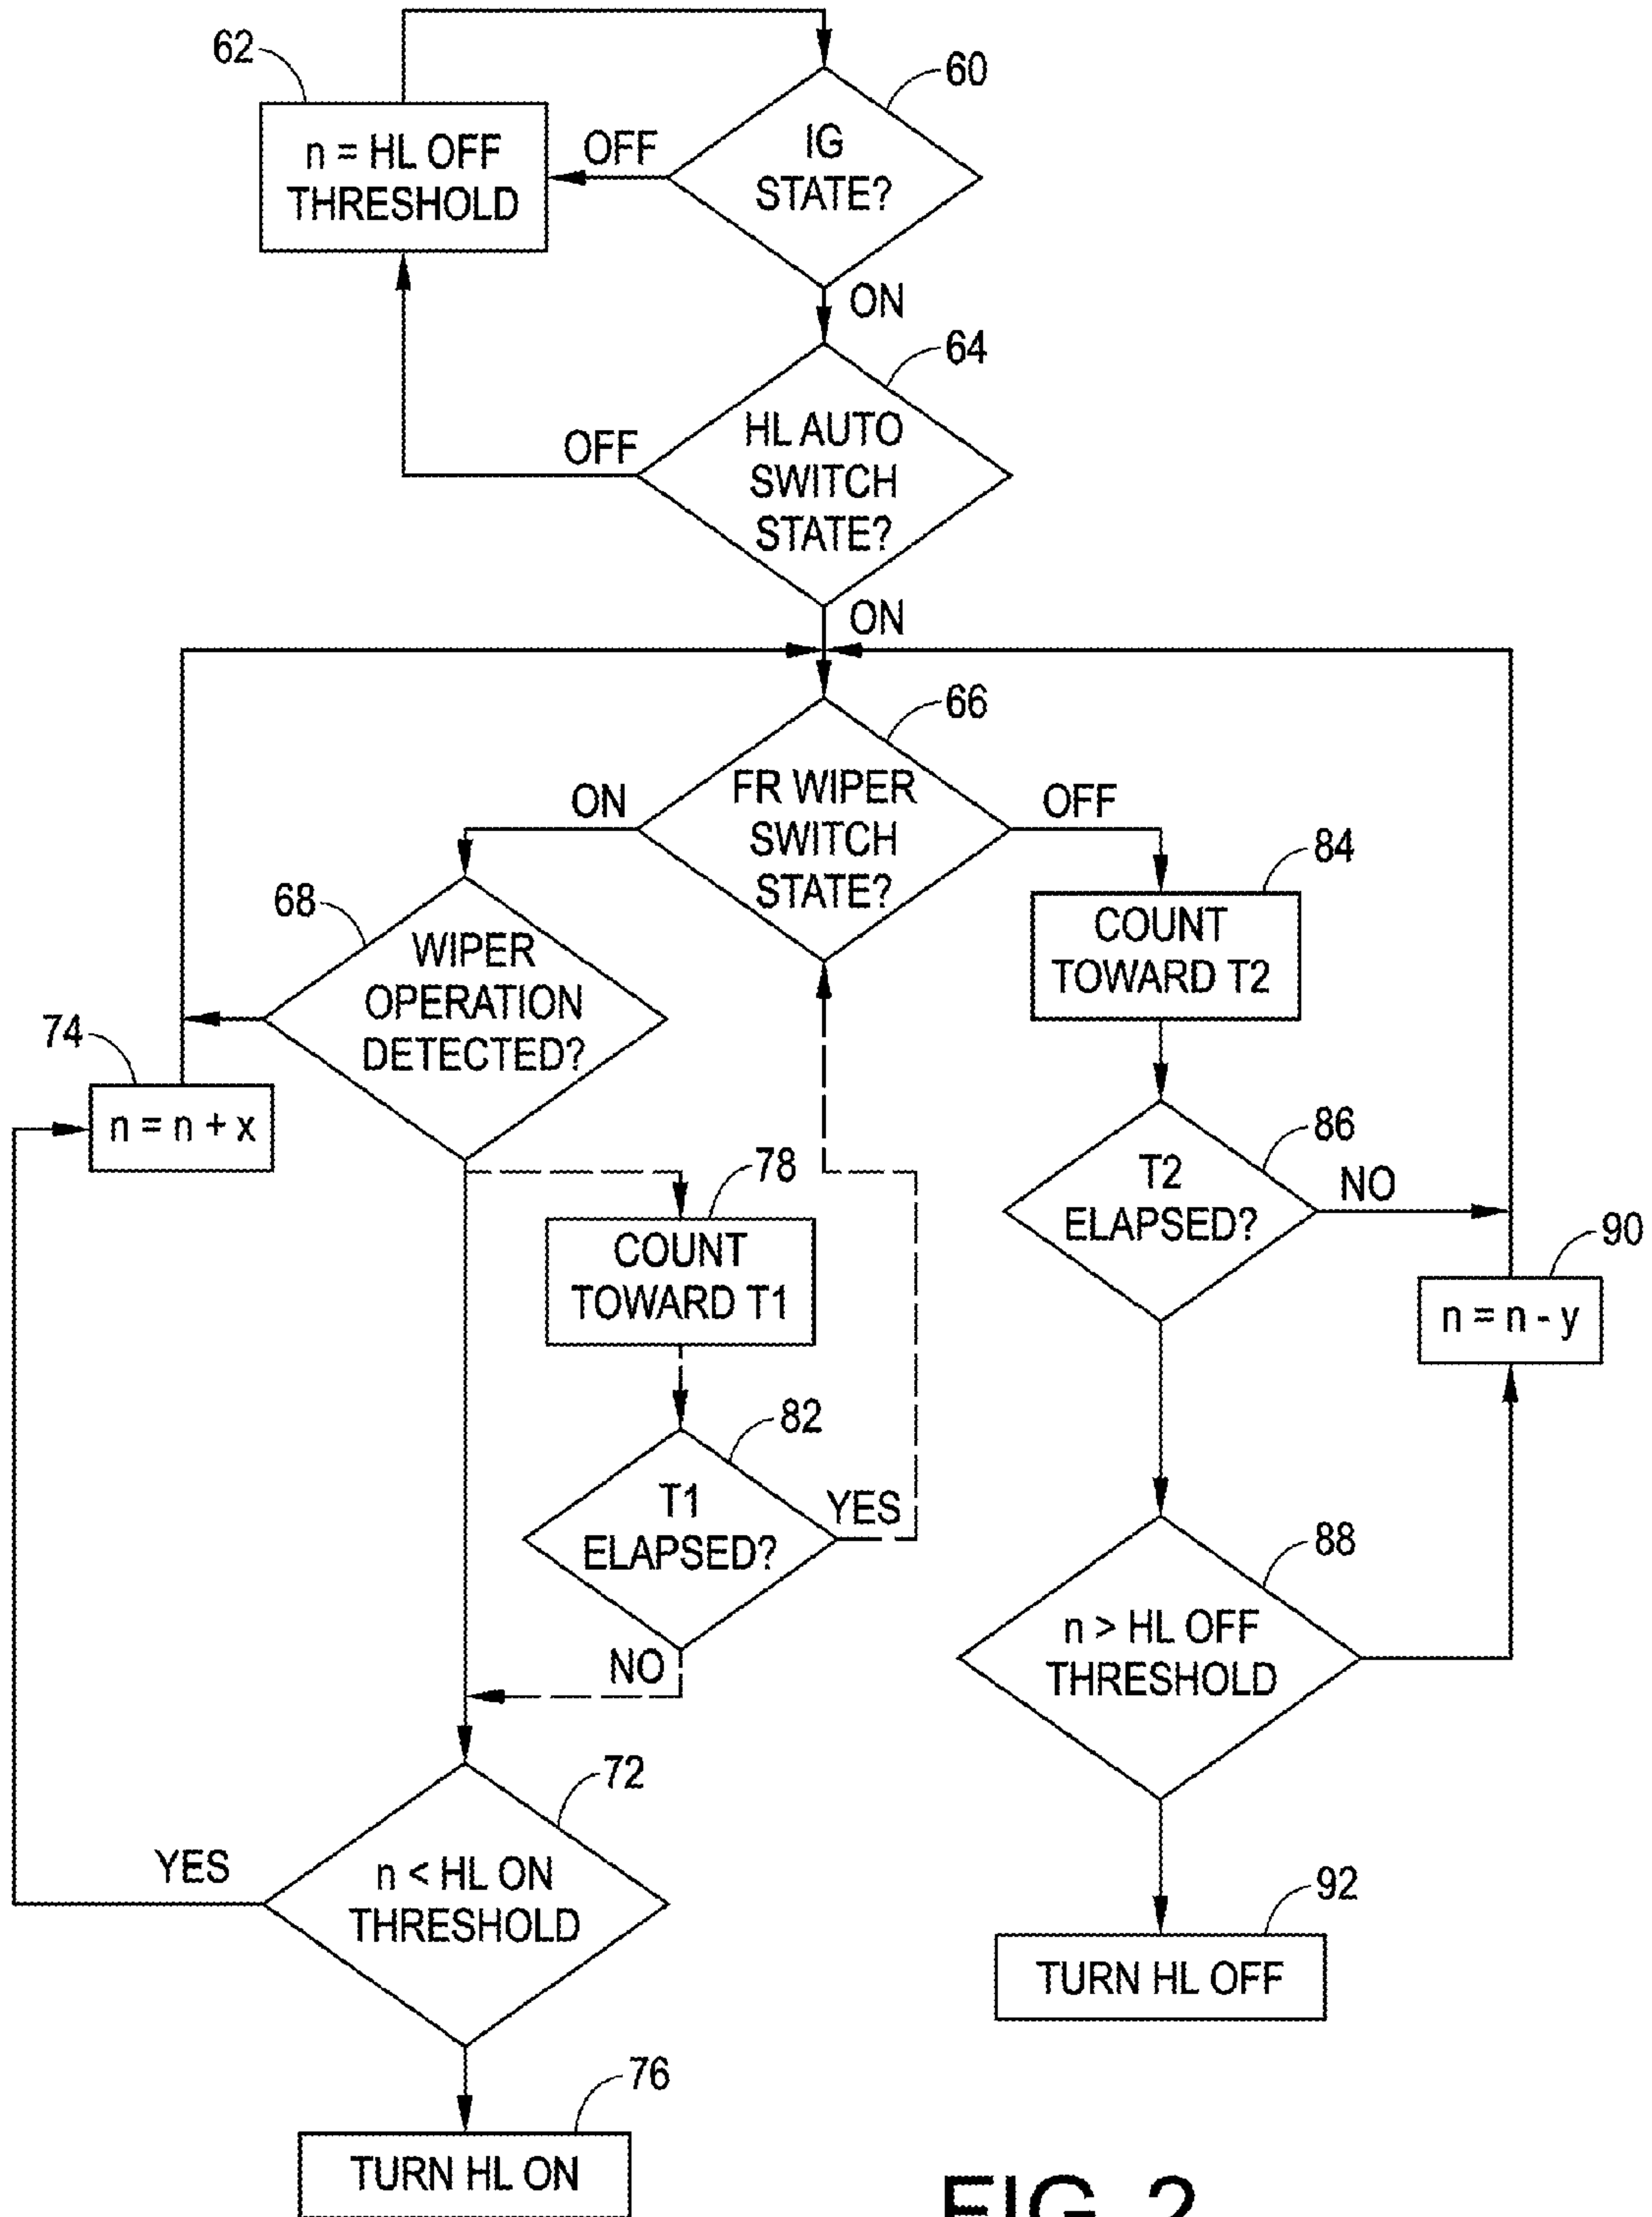 62
60
n = HL OFF
THRESHOLD
OFF
IG
STATE?
ON
64
HL AUTO
SWITCH
STATE?
OFF
ON
66
FR WIPER
SWITCH
STATE?
ON
OFF
84
COUNT
TOWARD T2
68
WIPER
OPERATION
DETECTED?
74
n = n + x
86
T2
ELAPSED?
NO
78
COUNT
TOWARD T1
90
n = n - y
82
T1
ELAPSED?
YES
NO
88
n > HL OFF
THRESHOLD
72
n < HL ON
THRESHOLD
YES
92
TURN HL OFF
76
TURN HL ON
FIG. 2